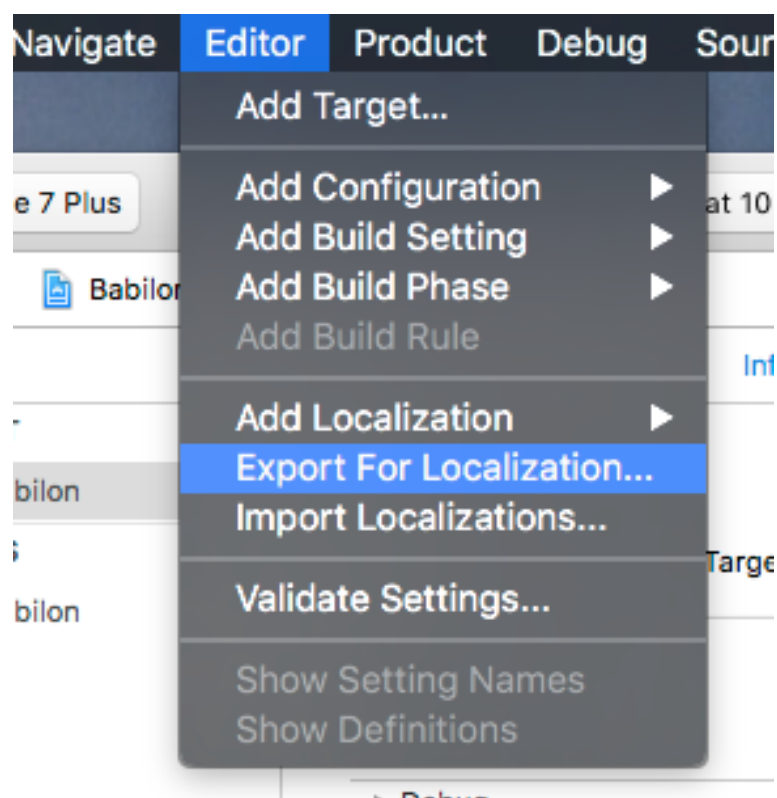 Navigate Editor Product Debug Sour
Add Target...
e 7 Plus
at 10
Add Configuration
Add Build Setting
Babilon
Add Build Phase
Add Build Rule
Inf
Add Localization
Export For Localization...
bilon
Import Localizations...
S
Targe
Validate Settings...
bilon
Show Setting Names
Show Definitions
Debug